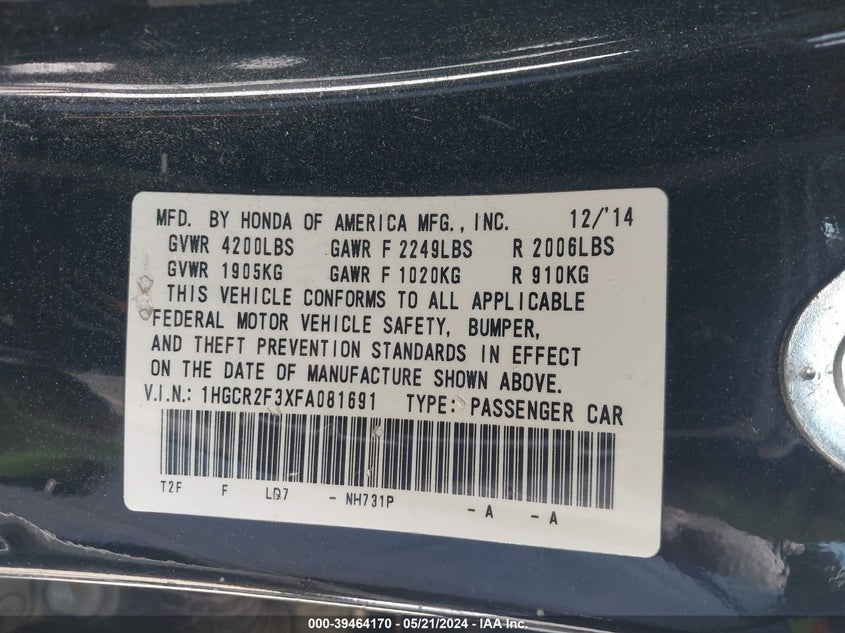 MFD. BY HONDA OF AMERICA MFG., INC. 12/'14
GVWR 4200LBS GAWR F 2249LBS R 2006LBS
GVWR 1905KG GAWR F 1020KG R 910KG
THIS VEHICLE CONFORMS TO ALL APPLICABLE
FEDERAL MOTOR VEHICLE SAFETY, BUMPER,
AND THEFT PREVENTION STANDARDS IN EFFECT
ON THE DATE OF MANUFACTURE SHOWN ABOVE.
V.I.N.: 1HGCR2F3XFA081691 TYPE: PASSENGER CAR
T2F F LQ7 - NH731P - A - A
000-39464170 - 05/21/2024 - IAA Inc.